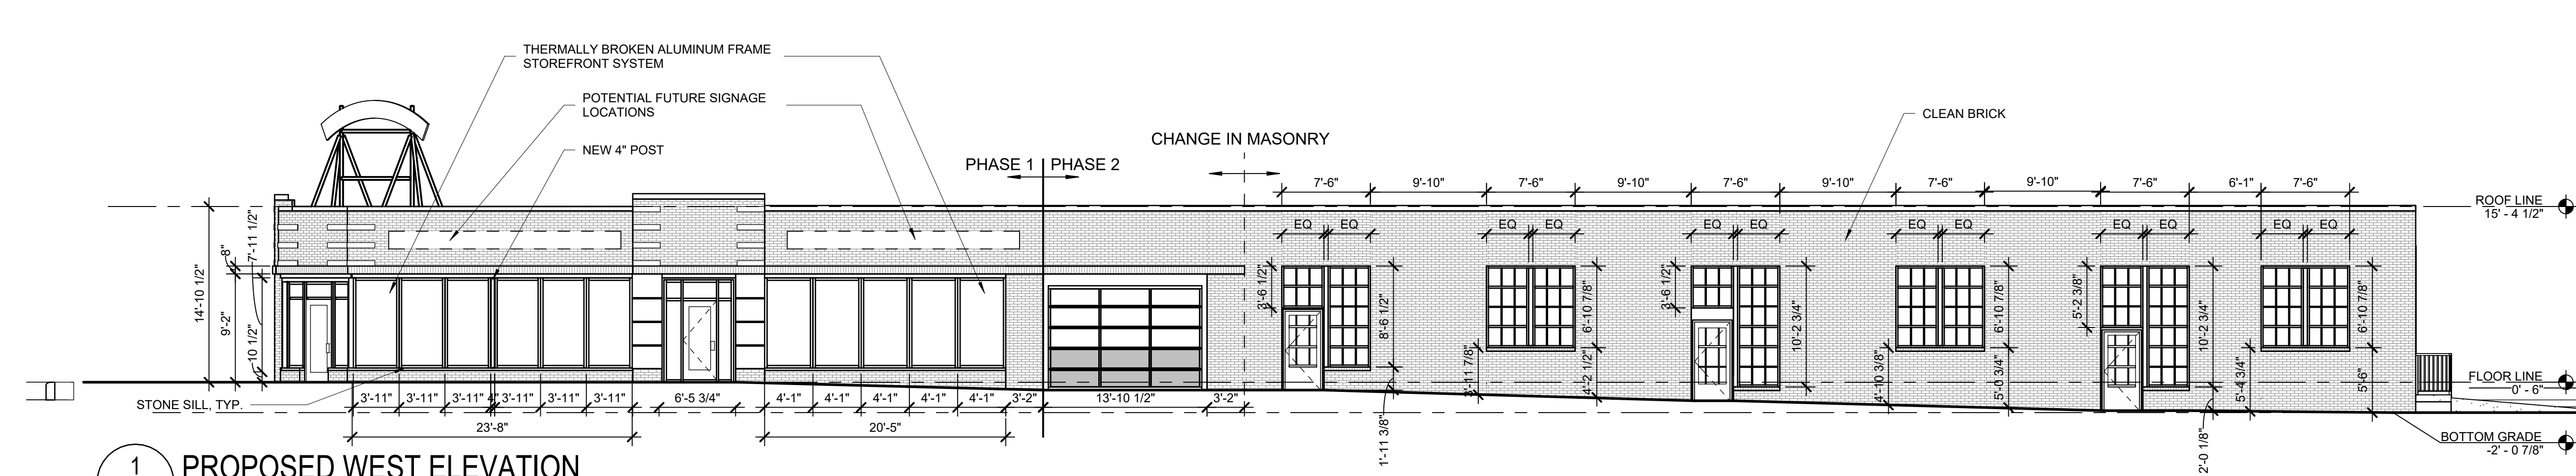 THERMALLY BROKEN ALUMINUM FRAME
STOREFRONT SYSTEM
POTENTIAL FUTURE SIGNAGE
LOCATIONS
NEW 4" POST
CHANGE IN MASONRY
PHASE 1
PHASE 2
CLEAN BRICK
7'-6"
9'-10"
7'-6"
9'-10"
7'-6"
9'-10"
7'-6"
9'-10"
7'-6"
6'-1"
7'-6"
ROOF LINE
15' - 4 1/2"
EQ
EQ
EQ
EQ
EQ
EQ
EQ
EQ
EQ
EQ
EQ
EQ
14'-10 1/2"
8"
9'-2"
7'-11 1/2"
10 1/2"
3'-6 1/2"
8'-6 1/2"
1'-11 3/8"
6'-10 7/8"
3'-11 7/8"
4'-2 1/2"
3'-6 1/2"
10'-2 3/4"
4'-10 3/8"
6'-10 7/8"
5'-0 3/4"
5'-2 3/8"
10'-2 3/4"
2'-0 1/8"
5'-4 3/4"
6'-10 7/8"
5'-6"
FLOOR LINE
0' - 6"
STONE SILL, TYP.
3'-11"
3'-11"
3'-11"
4"
3'-11"
3'-11"
3'-11"
6'-5 3/4"
4'-1"
4'-1"
4'-1"
4'-1"
4'-1"
3'-2"
13'-10 1/2"
3'-2"
23'-8"
20'-5"
BOTTOM GRADE
-2' - 0 7/8"
1
PROPOSED WEST ELEVATION